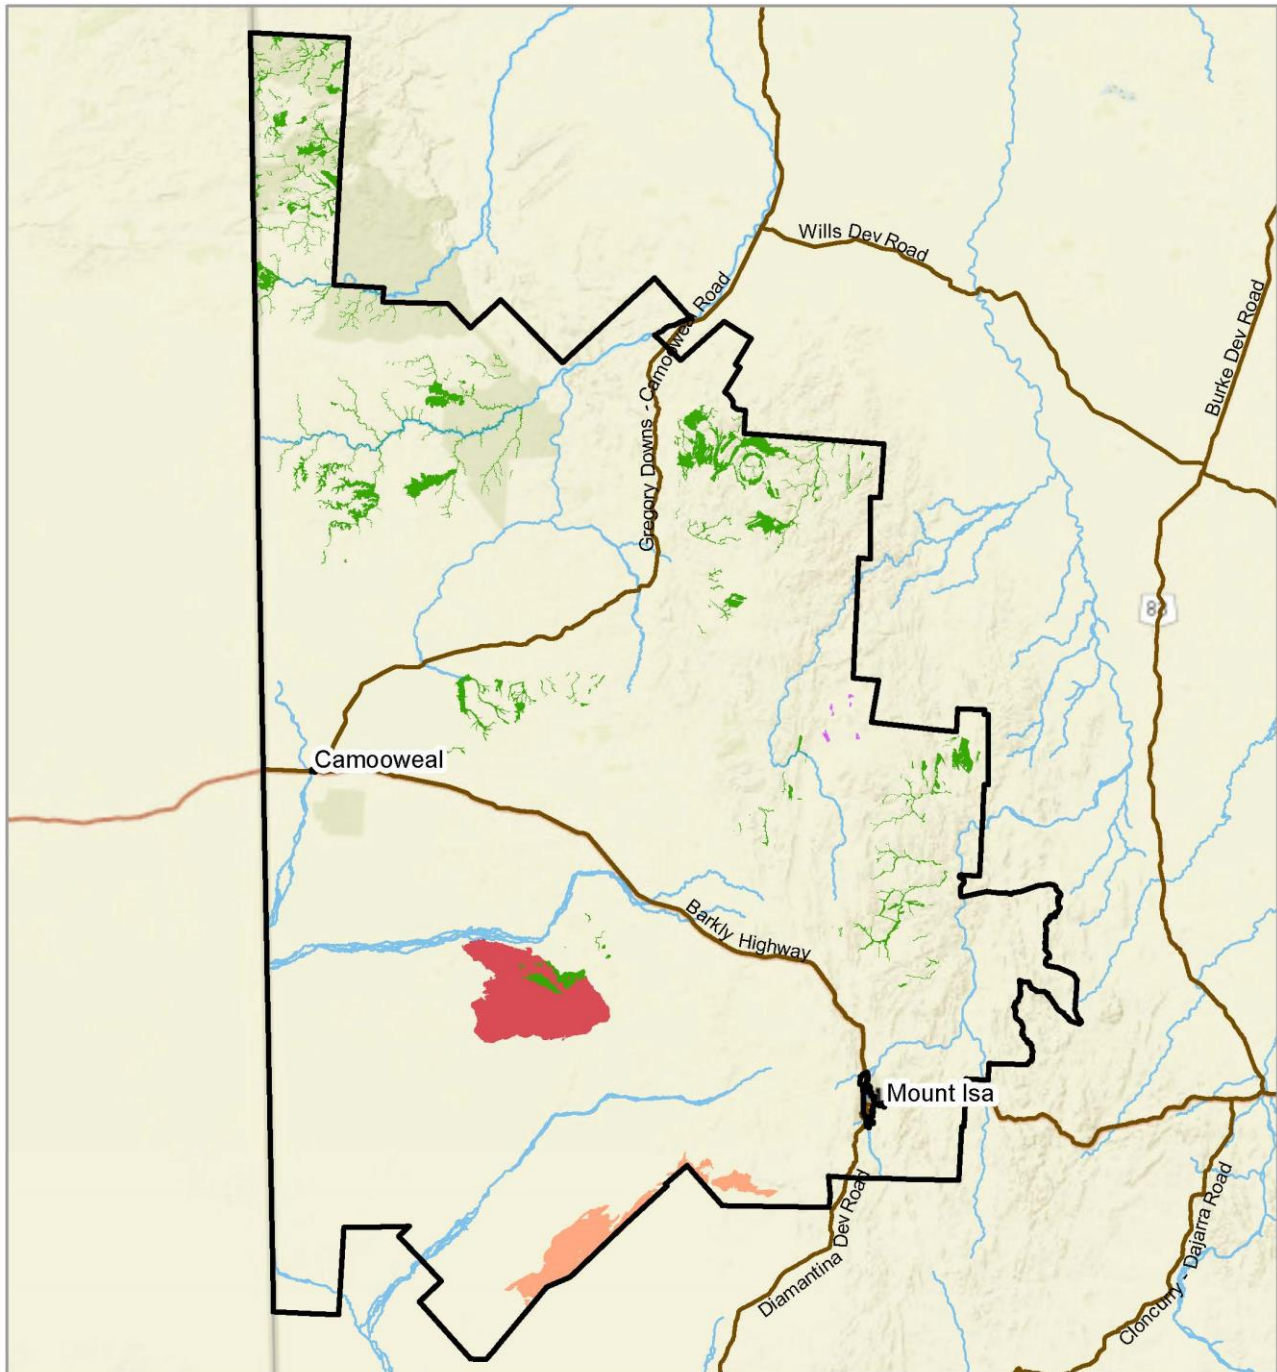 Wills Dev Road
Gregory Downs - Camooweal Road
Burke Dev Road
Camooweal
Barkly Highway
Mount Isa
Diamantina Dev Road
Cloncurry - Dajarra Road